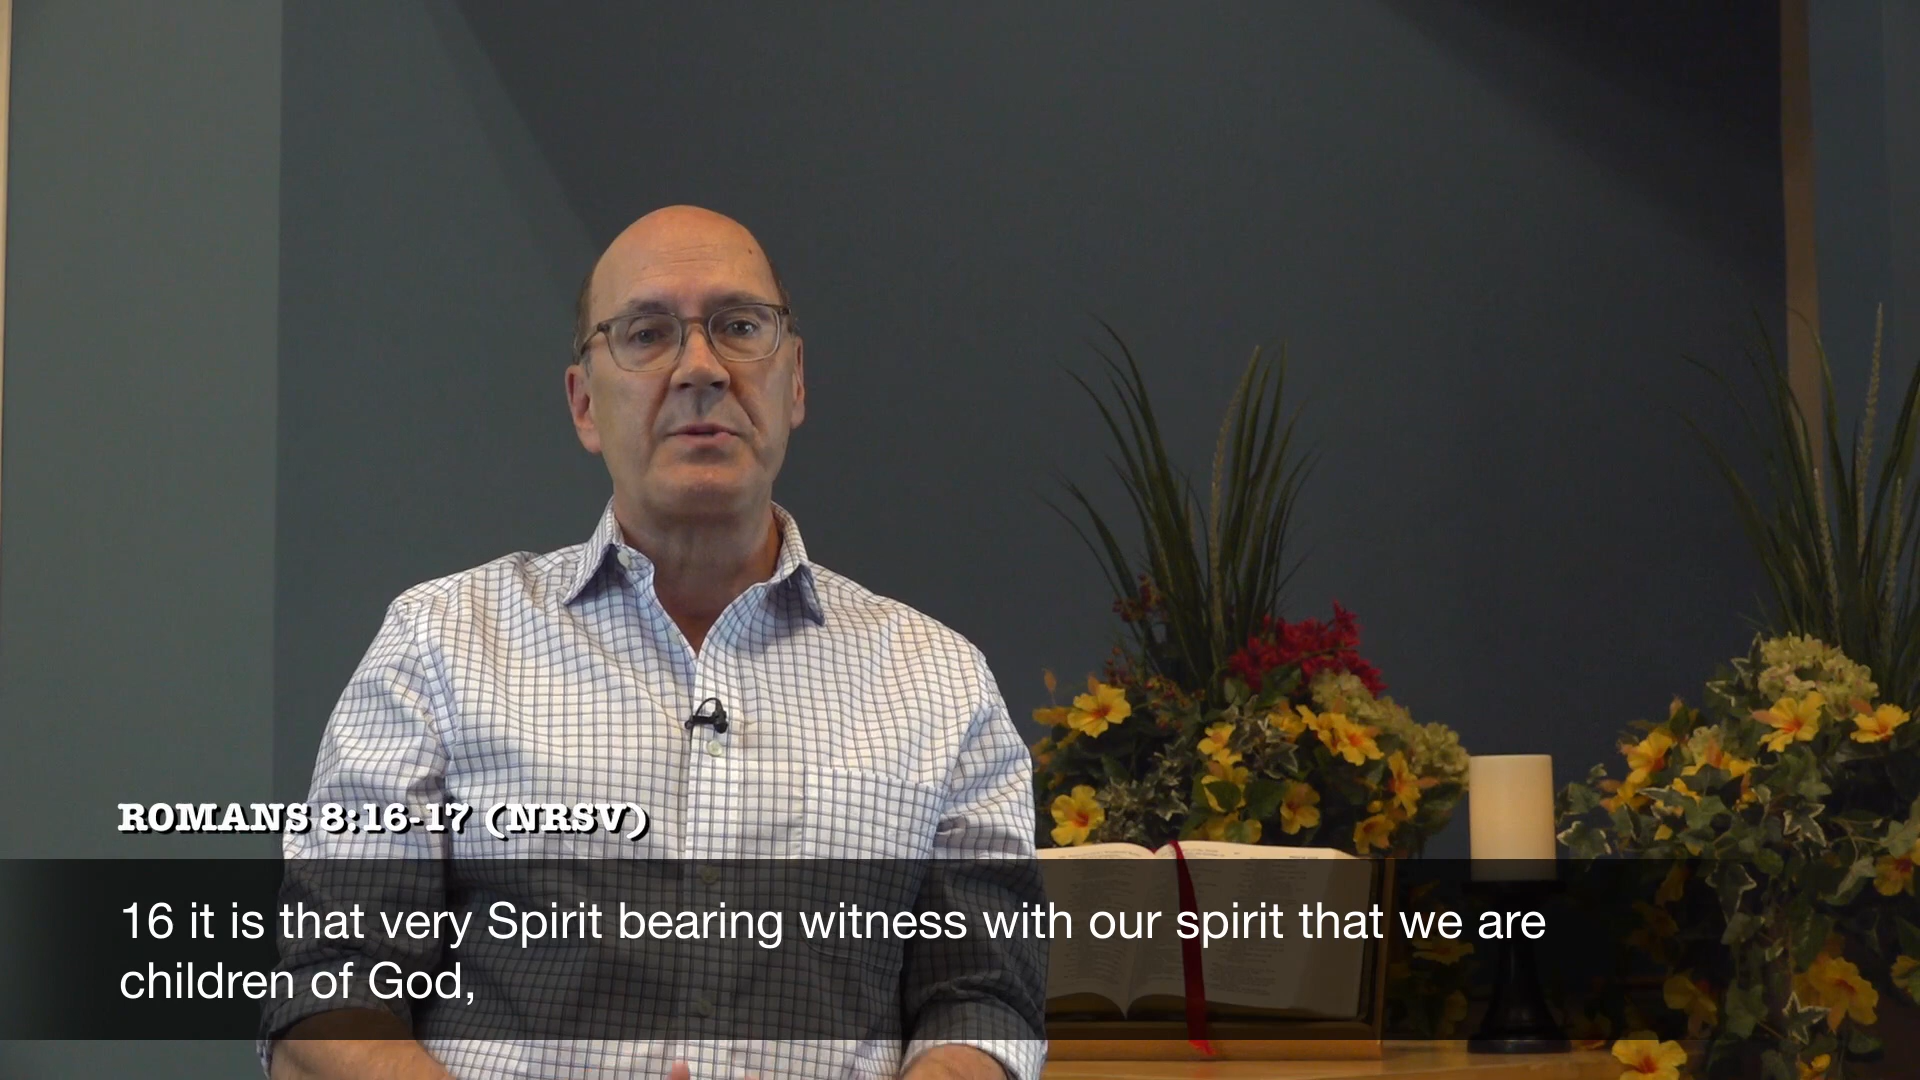 ROMANS 8:16-17 (NRSV)
16 it is that very Spirit bearing witness with our spirit that we are
children of God,